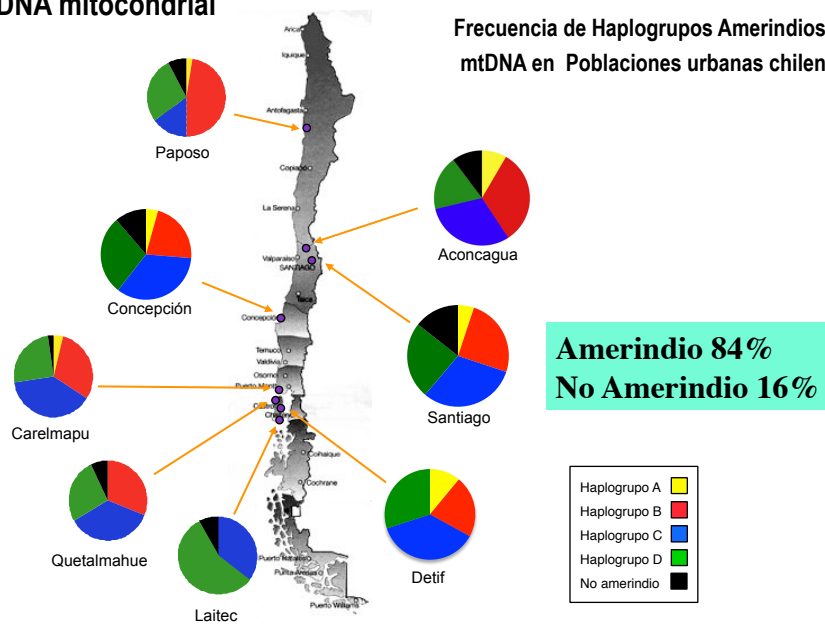 DNA mitocondrial
Frecuencia de Haplogrupos Amerindios
mtDNA en Poblaciones urbanas chilen
Arica
Iquique
Antofagasta
Paposo
Copiapó
La Serena
Aconcagua
Valparaíso
SANTIAGO
Concepción
Talca
Concepción
Amerindio 84%
No Amerindio 16%
Temuco
Valdivia
Osorno
Puerto Montt
Santiago
Carelmapu
Coihaique
Cochrane
Haplogrupo A
Haplogrupo B
Haplogrupo C
Haplogrupo D
No amerindio
Quetalmahue
Detif
Puerto Natales
Punta Arenas
Laitec
Puerto Williams